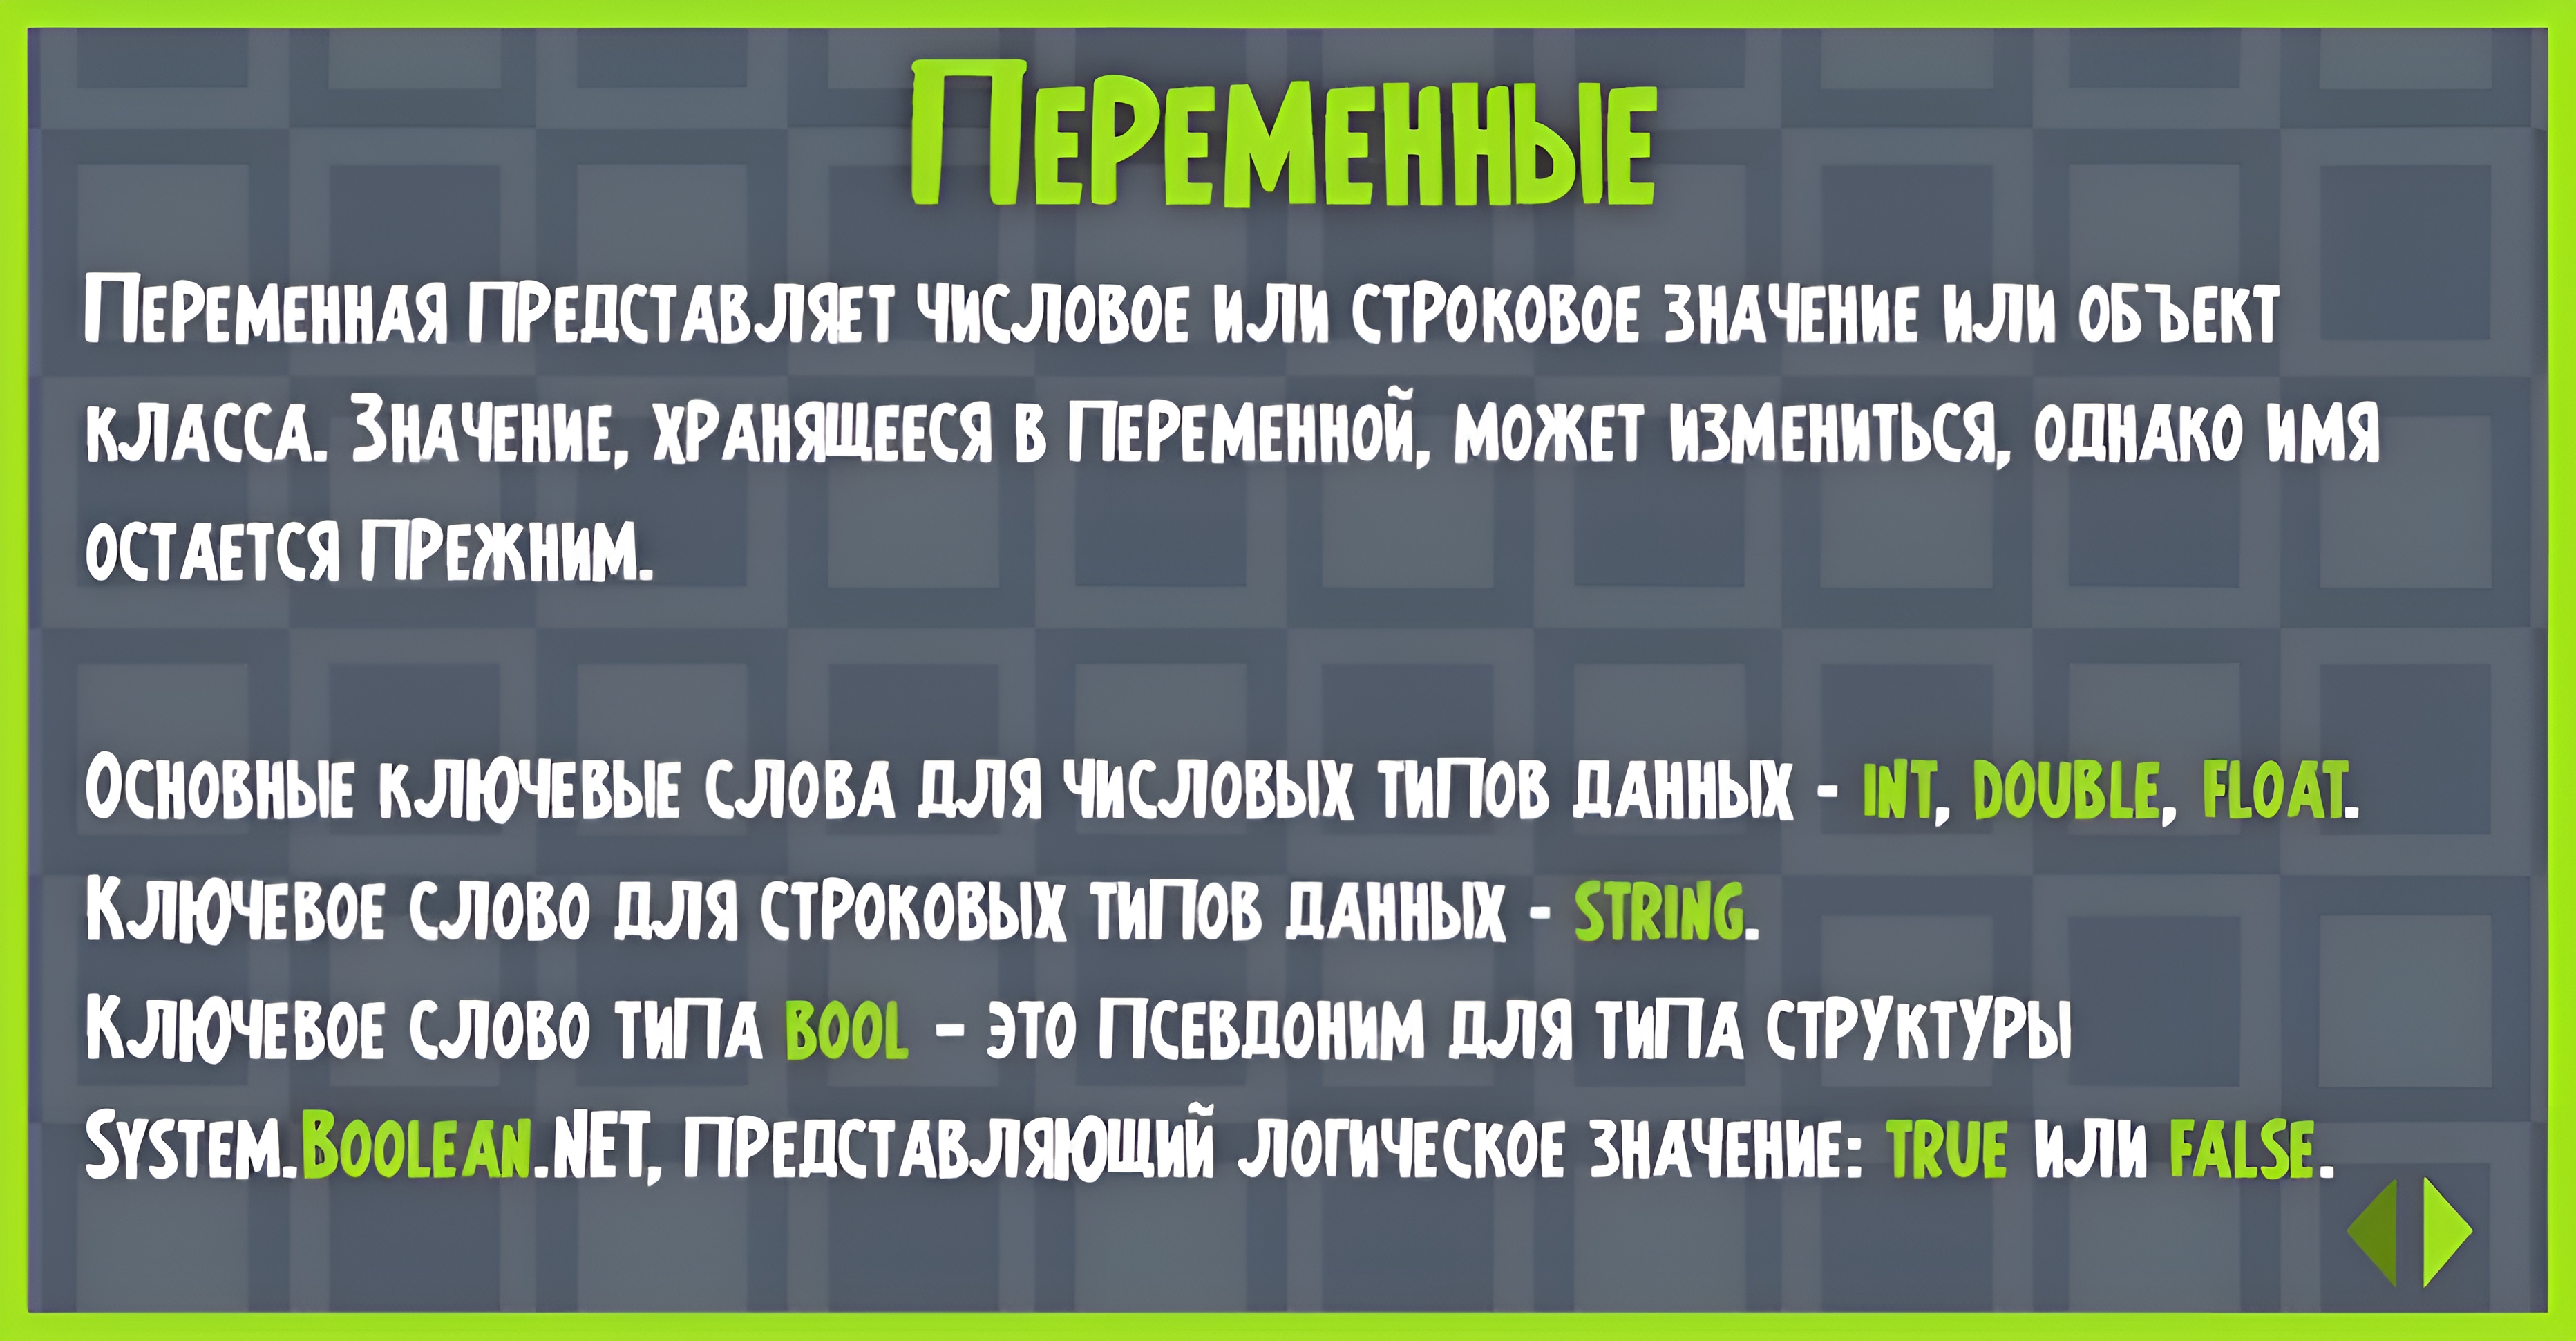 Переменные
Переменная представляет числовое или строковое значение или объект
класса. Значение, хранящееся в переменной, может измениться, однако имя
остается прежним.
Основные ключевые слова для числовых типов данных - int, double, float.
Ключевое слово для строковых типов данных - string.
Ключевое слово типа bool – это псевдоним для типа структуры
System.Boolean.NET, представляющий логическое значение: true или false.